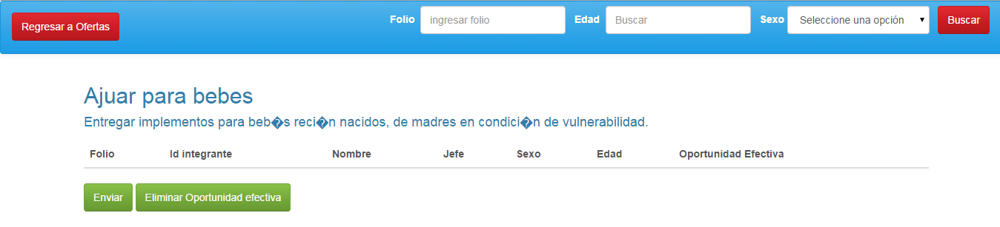 Regresar a Ofertas Folio ingresar folio Edad Buscar Sexo Seleccione una opción Buscar
Ajuar para bebes
Entregar implementos para beb�s reci�n nacidos, de madres en condici�n de vulnerabilidad.
Folio Id integrante Nombre Jefe Sexo Edad Oportunidad Efectiva
Enviar Eliminar Oportunidad efectiva